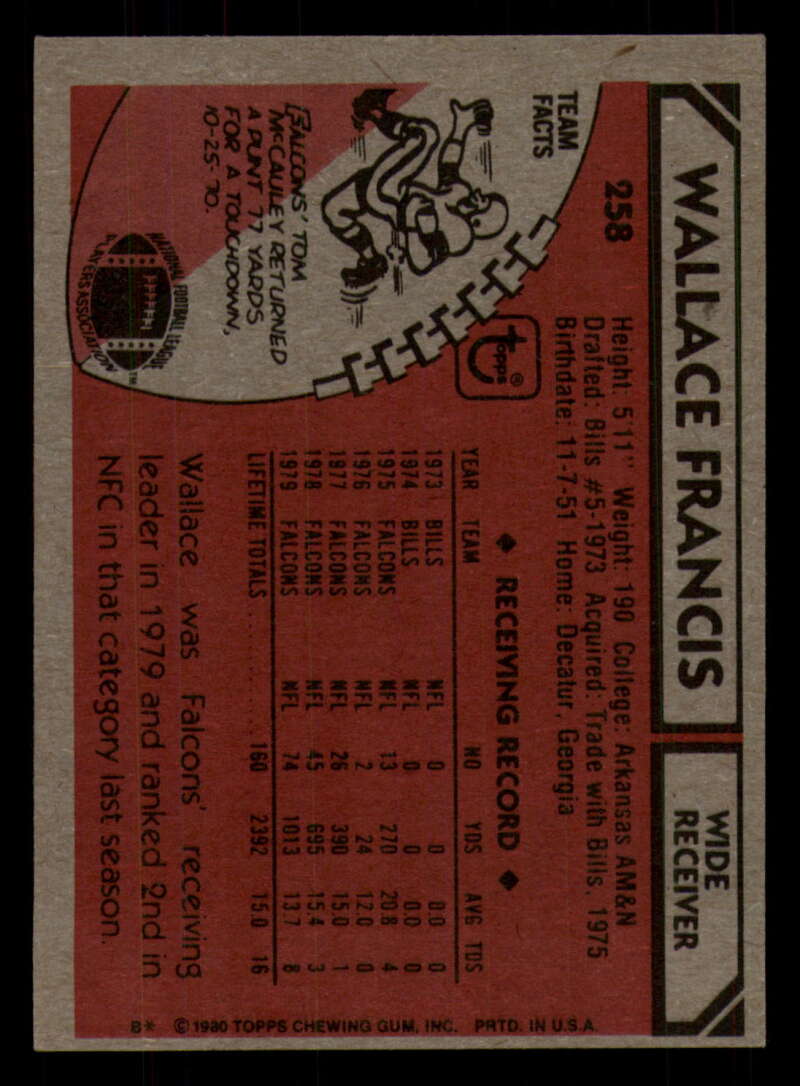 WALLACE FRANCIS
WIDE
RECEIVER
258
Height: 5'11" Weight: 190 College: Arkansas AM&N
Drafted: Bills #5-1973 Acquired: Trade with Bills, 1975
Birthdate: 11-7-51 Home: Decatur, Georgia
TEAM
FACTS
FALCONS' TOM
McCAULEY RETURNED
A PUNT 77 YARDS
FOR A TOUCHDOWN,
10-25-70.
Topps®
NATIONAL FOOTBALL LEAGUE
PLAYERS ASSOCIATION™
◆ RECEIVING RECORD ◆
YEAR TEAM NO YDS AVG TDS
1973 BILLS NFL 0 0 0.0 0
1974 BILLS NFL 0 0 0.0 0
1975 FALCONS NFL 13 270 20.8 4
1976 FALCONS NFL 2 24 12.0 0
1977 FALCONS NFL 26 390 15.0 1
1978 FALCONS NFL 45 695 15.4 3
1979 FALCONS NFL 74 1013 13.7 8
LIFETIME TOTALS ........ 160 2392 15.0 16
Wallace was Falcons' receiving
leader in 1979 and ranked 2nd in
NFC in that category last season.
B* © 1980 TOPPS CHEWING GUM, INC. PRTD. IN U.S.A.